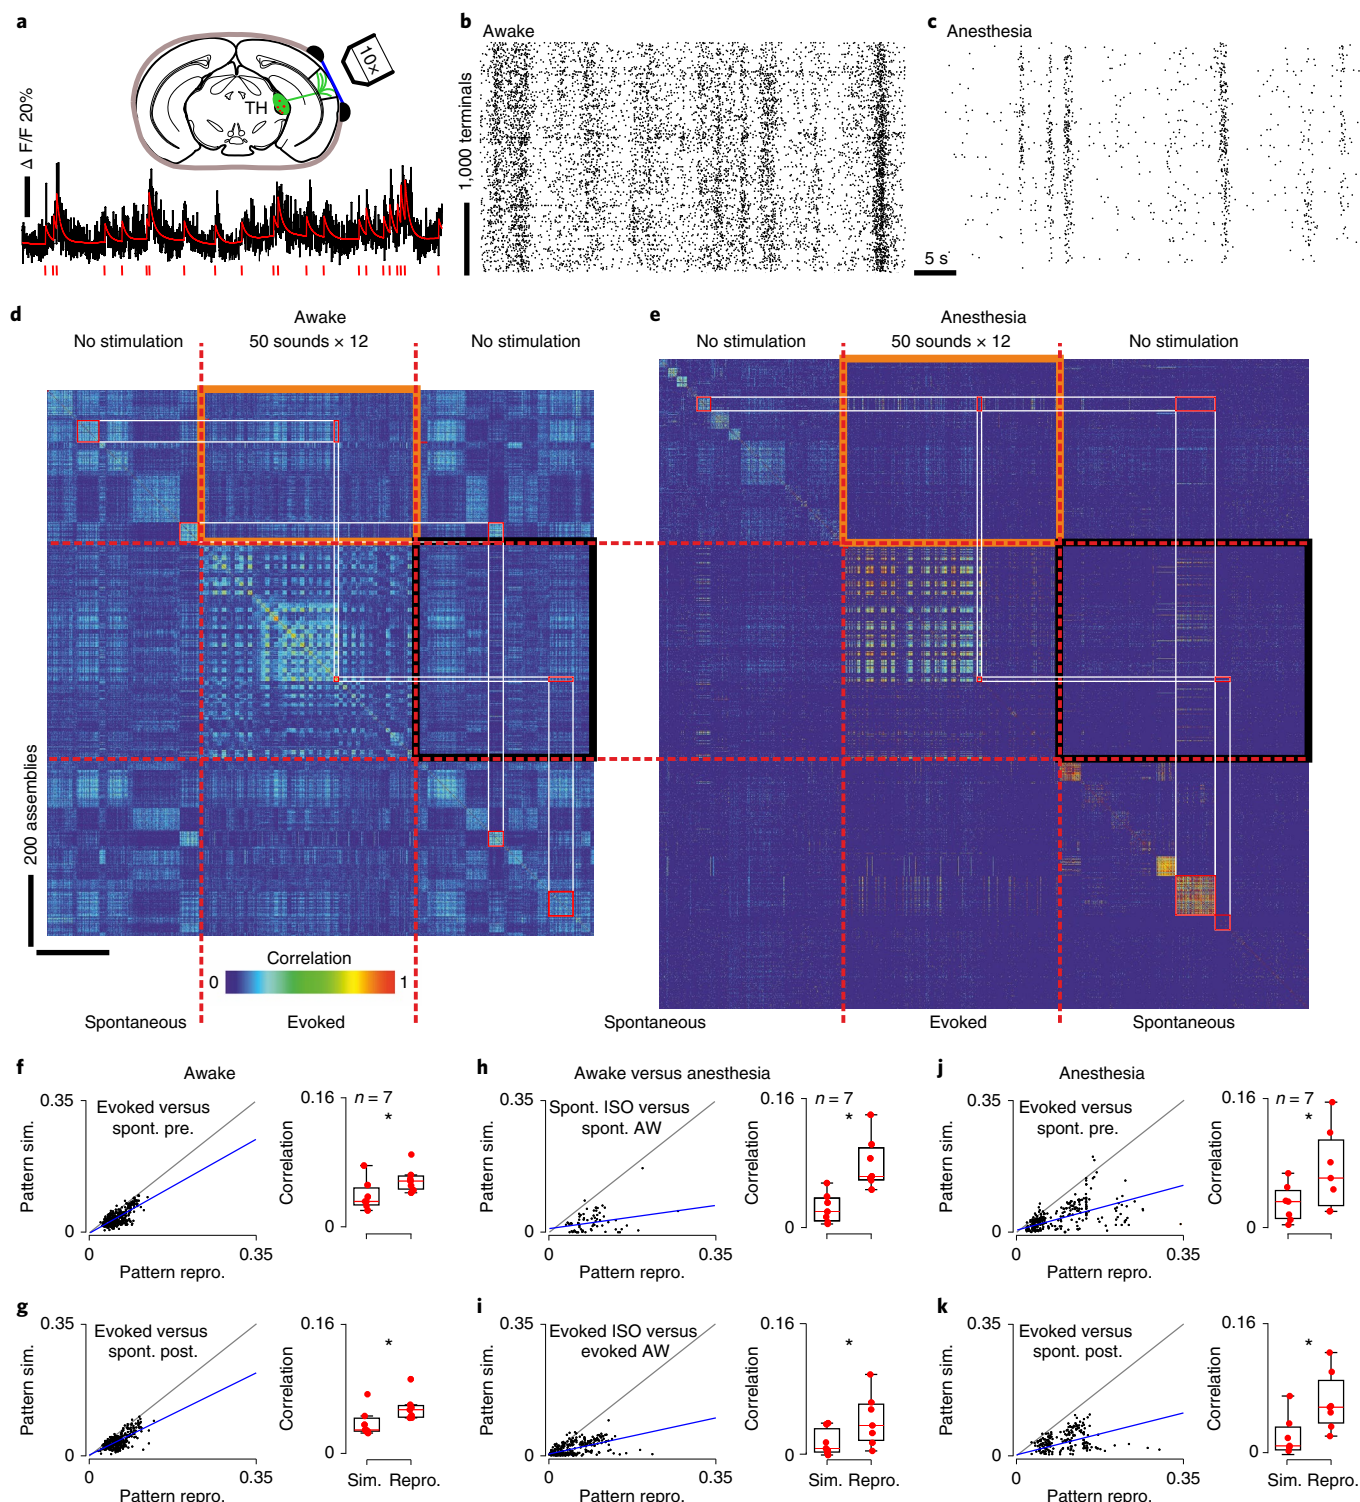 a
10×
TH
Δ F/F 20%
b
Awake
1,000 terminals
c
Anesthesia
5 s
d
Awake
No stimulation
50 sounds × 12
No stimulation
200 assemblies
Correlation
0
1
Spontaneous
Evoked
e
Anesthesia
No stimulation
50 sounds × 12
No stimulation
Spontaneous
Evoked
Spontaneous
f
Awake
0.35
Evoked versus
spont. pre.
Pattern sim.
0
0
0.35
Pattern repro.
0.16
n = 7
*
Correlation
0
h
Awake versus anesthesia
0.35
Spont. ISO versus
spont. AW
Pattern sim.
0
0
0.35
Pattern repro.
0.16
n = 7
*
Correlation
0
j
Anesthesia
0.35
Evoked versus
spont. pre.
Pattern sim.
0
0
0.35
Pattern repro.
0.16
n = 7
*
Correlation
0
g
0.35
Evoked versus
spont. post.
Pattern sim.
0
0
0.35
Pattern repro.
0.16
*
Correlation
0
Sim. Repro.
i
0.35
Evoked ISO versus
evoked AW
Pattern sim.
0
0
0.35
Pattern repro.
0.16
*
Correlation
0
Sim. Repro.
k
0.35
Evoked versus
spont. post.
Pattern sim.
0
0
0.35
Pattern repro.
0.16
*
Correlation
0
Sim. Repro.